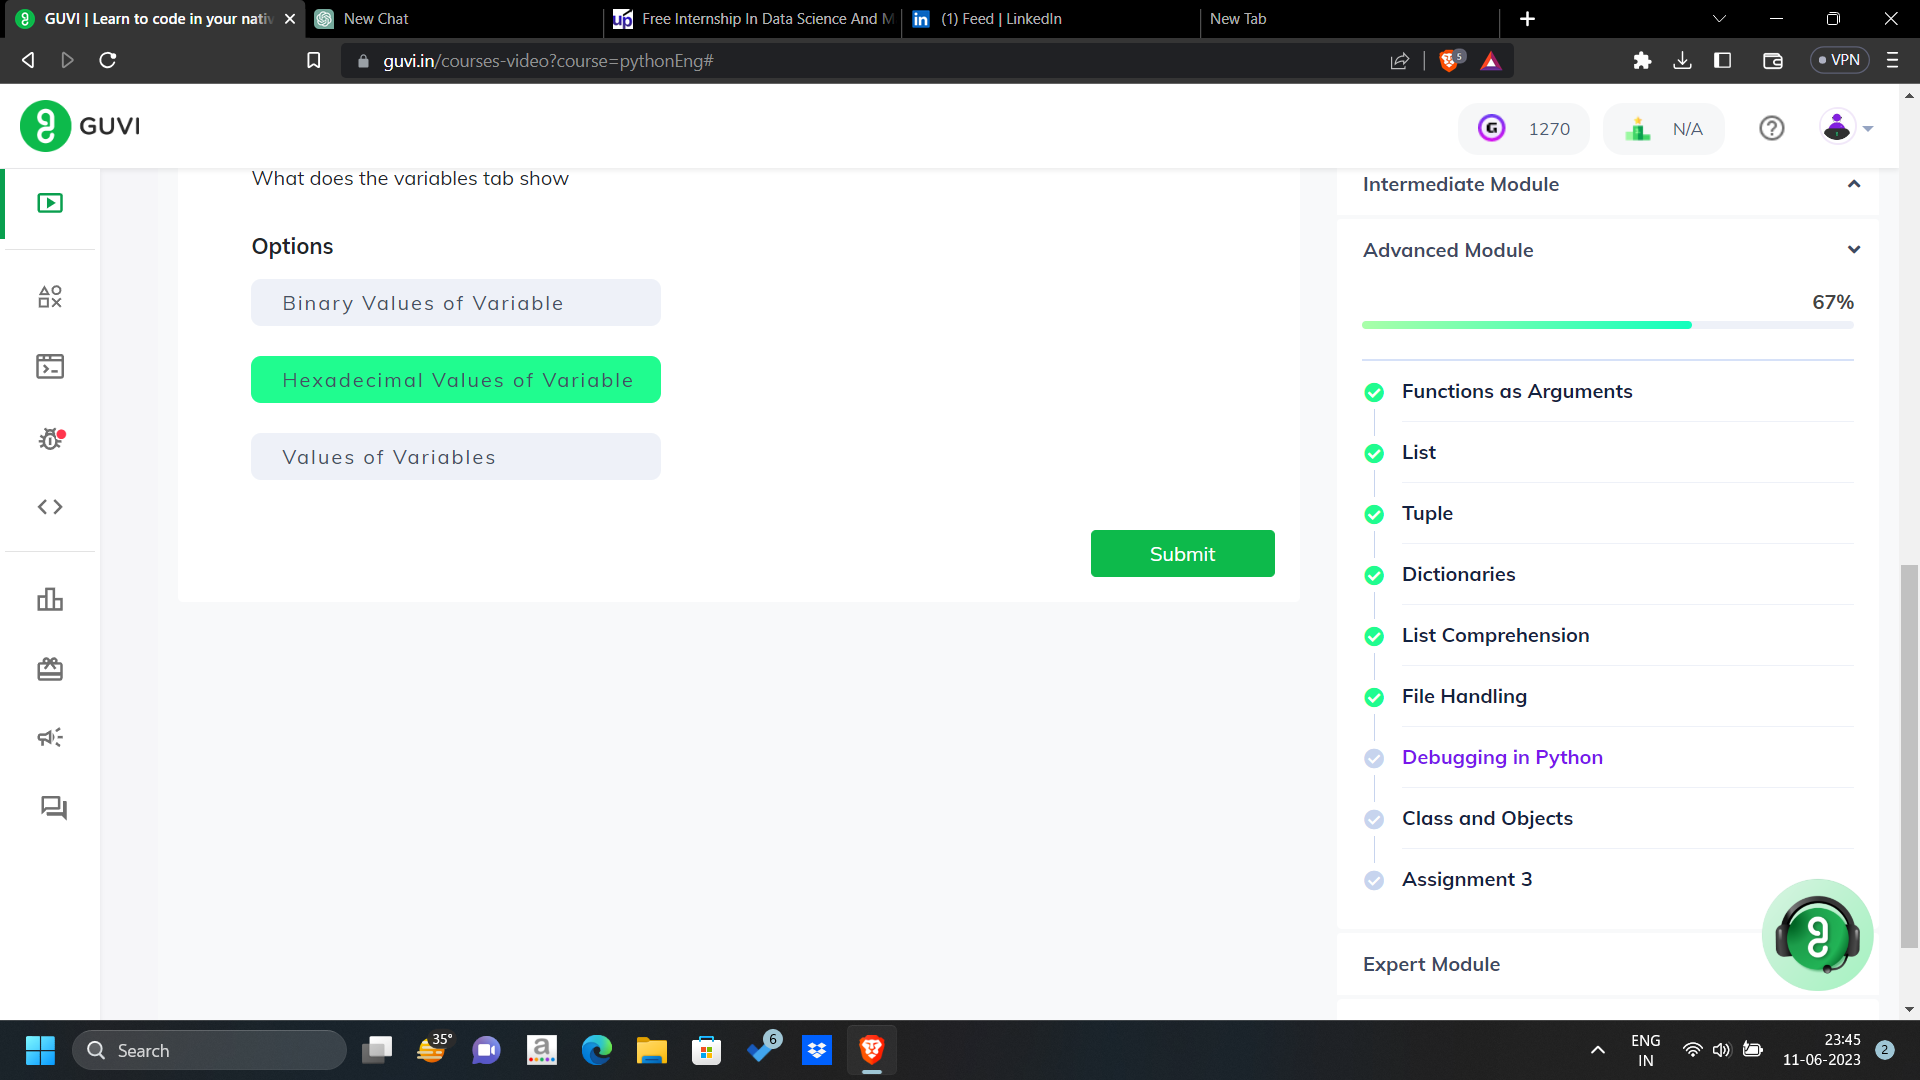 GUVI | Learn to code in your nativ
New Chat
Free Internship In Data Science And M
(1) Feed | LinkedIn
New Tab
guvi.in/courses-video?course=pythonEng#
5
VPN
GUVI
1270
N/A
What does the variables tab show
Options
Binary Values of Variable
Hexadecimal Values of Variable
Values of Variables
Submit
Intermediate Module
Advanced Module
67%
Functions as Arguments
List
Tuple
Dictionaries
List Comprehension
File Handling
Debugging in Python
Class and Objects
Assignment 3
Expert Module
Search
35°
6
ENG
IN
23:45
11-06-2023
2